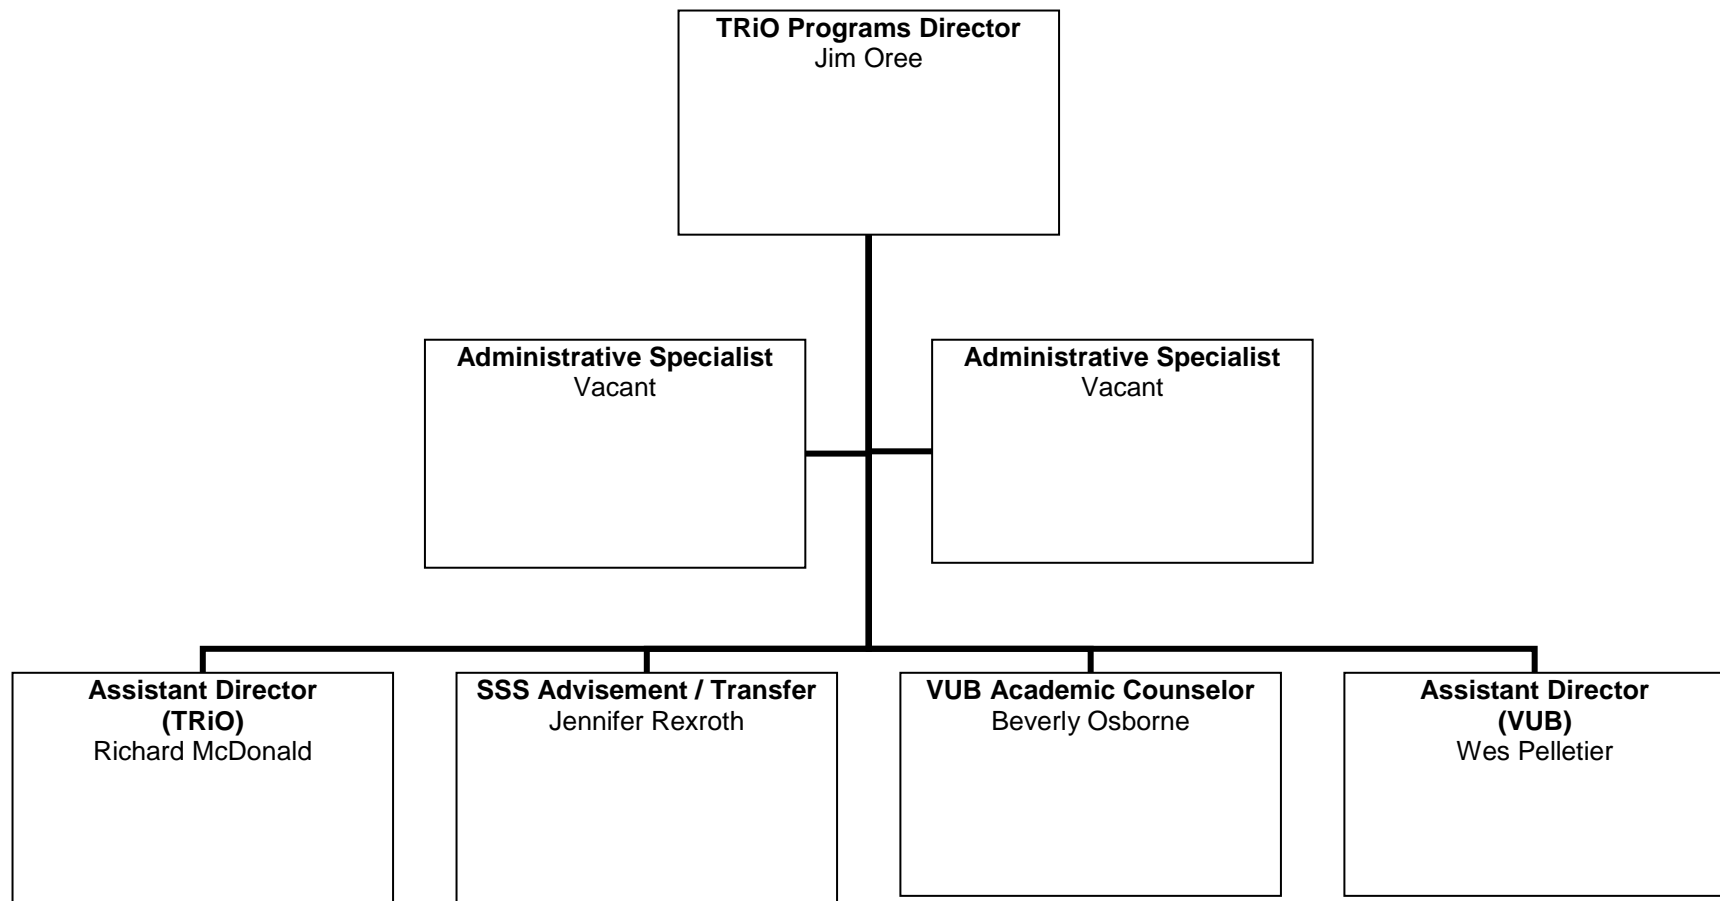 TRiO Programs Director
Jim Oree
Administrative Specialist
Vacant
Administrative Specialist
Vacant
Assistant Director
(TRiO)
Richard McDonald
SSS Advisement / Transfer
Jennifer Rexroth
VUB Academic Counselor
Beverly Osborne
Assistant Director
(VUB)
Wes Pelletier